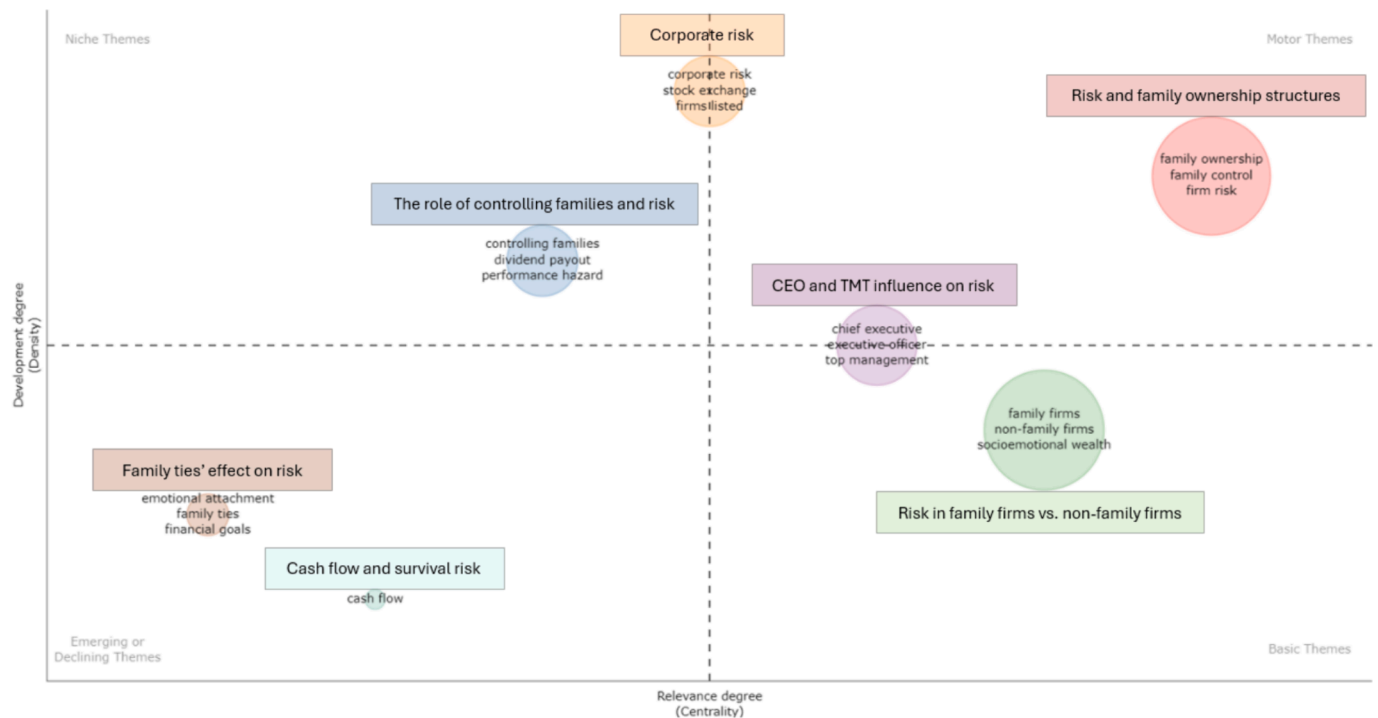 Corporate risk
Niche Themes
Motor Themes
corporate risk
stock exchange
firms listed
Risk and family ownership structures
family ownership
family control
firm risk
The role of controlling families and risk
controlling families
dividend payout
performance hazard
CEO and TMT influence on risk
chief executive
executive officer
top management
Development degree
(Density)
family firms
non-family firms
socioemotional wealth
Family ties’ effect on risk
emotional attachment
family ties
financial goals
Risk in family firms vs. non-family firms
Cash flow and survival risk
cash flow
Emerging or
Declining Themes
Basic Themes
Relevance degree
(Centrality)